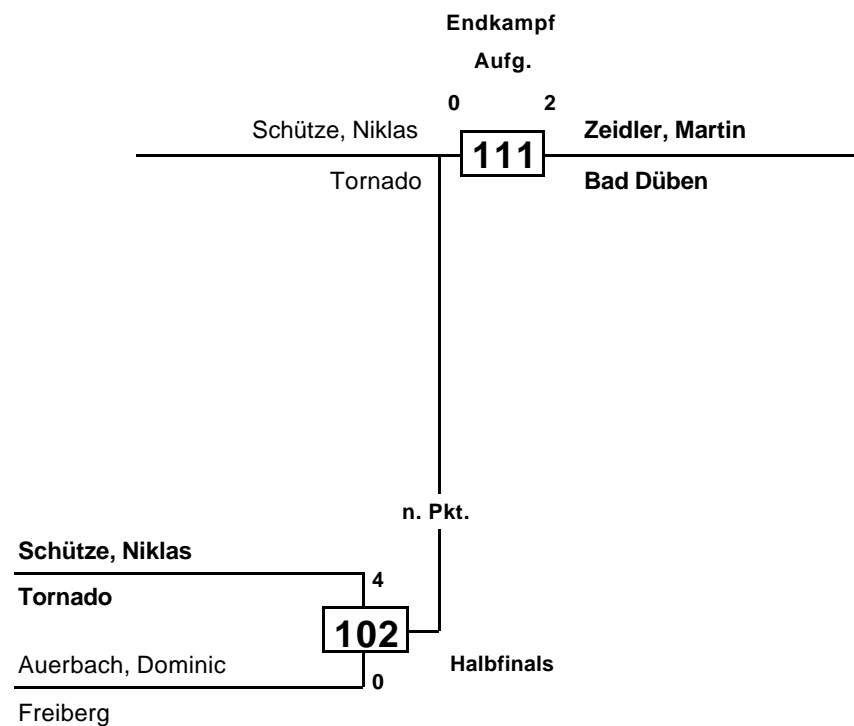 Endkampf
Aufg.
0 2
Schütze, Niklas Zeidler, Martin
111
Tornado Bad Düben
n. Pkt.
Schütze, Niklas
4
Tornado
102
Auerbach, Dominic Halbfinals
0
Freiberg